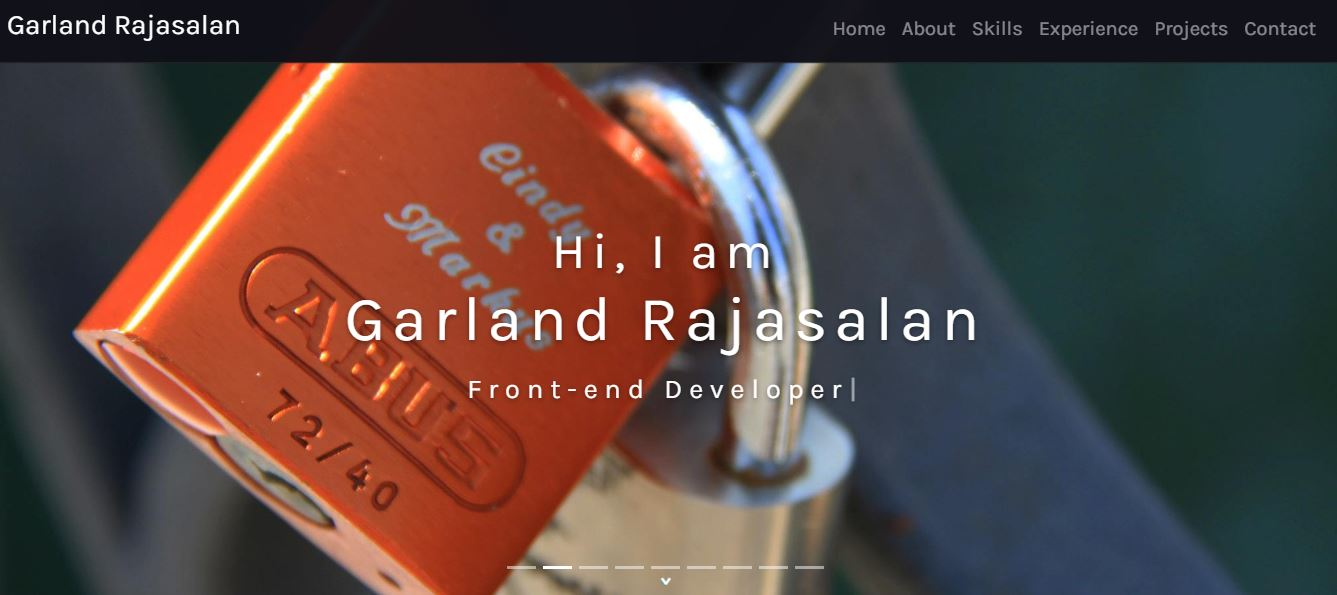 Garland Rajasalan
Home About Skills Experience Projects Contact
Cindy
&
Markus
Hi, I am
Garland Rajasalan
Front-end Developer|
ABUS
72/40